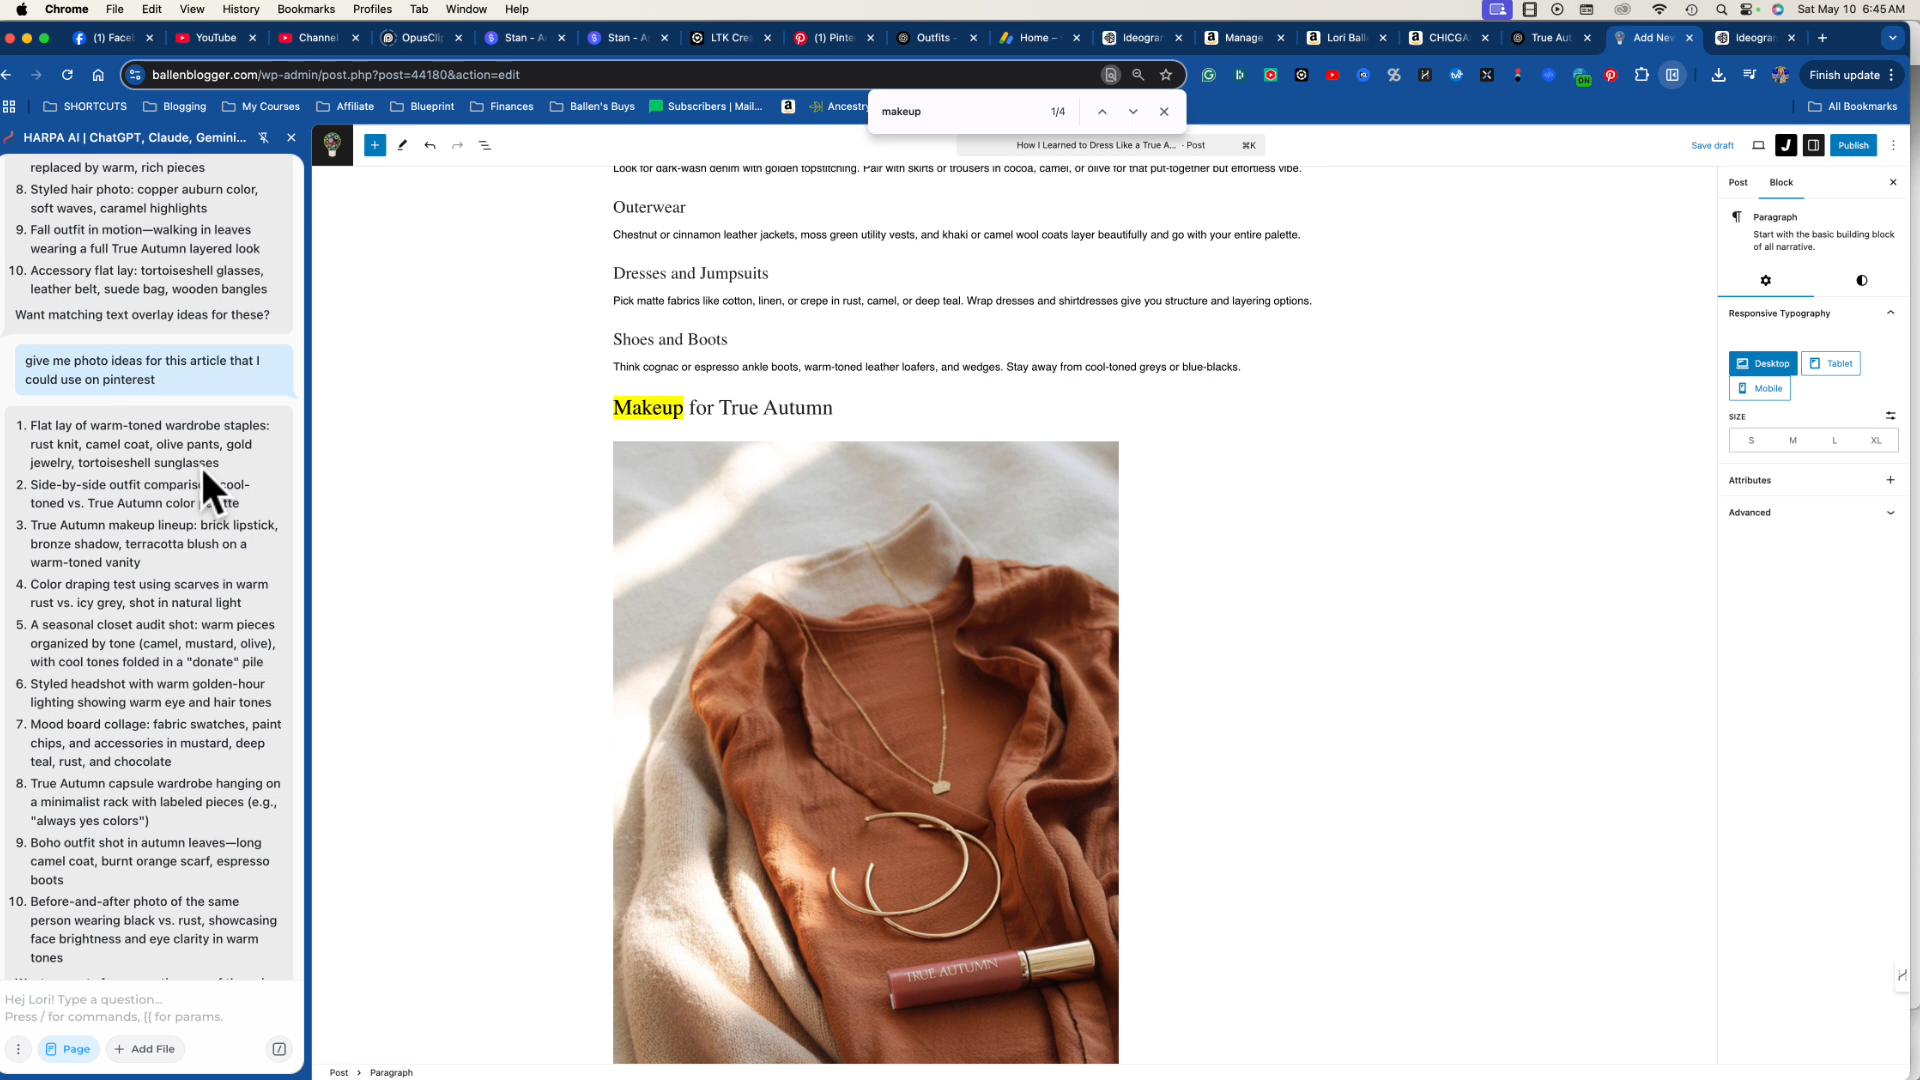 Chrome File Edit View History Bookmarks Profiles Tab Window Help
Sat May 10 6:45 AM
(1) Face
YouTube
Channel
OpusCli
Stan - A
Stan - A
LTK Cre
(1) Pinte
Outfits -
Home –
Ideogra
Manage
Lori Ball
CHICGA
True Aut
Add New
Ideogra
ballenblogger.com/wp-admin/post.php?post=44180&action=edit
ON
Finish update
SHORTCUTS
Blogging
My Courses
Affiliate
Blueprint
Finances
Ballen's Buys
Subscribers | Mail...
Ancestry
All Bookmarks
makeup 1/4
HARPA AI | ChatGPT, Claude, Gemini...
replaced by warm, rich pieces
8. Styled hair photo: copper auburn color,
soft waves, caramel highlights
9. Fall outfit in motion—walking in leaves
wearing a full True Autumn layered look
10. Accessory flat lay: tortoiseshell glasses,
leather belt, suede bag, wooden bangles
Want matching text overlay ideas for these?
give me photo ideas for this article that I
could use on pinterest
1. Flat lay of warm-toned wardrobe staples:
rust knit, camel coat, olive pants, gold
jewelry, tortoiseshell sunglasses
2. Side-by-side outfit comparis cool-
toned vs. True Autumn color tte
3. True Autumn makeup lineup: brick lipstick,
bronze shadow, terracotta blush on a
warm-toned vanity
4. Color draping test using scarves in warm
rust vs. icy grey, shot in natural light
5. A seasonal closet audit shot: warm pieces
organized by tone (camel, mustard, olive),
with cool tones folded in a "donate" pile
6. Styled headshot with warm golden-hour
lighting showing warm eye and hair tones
7. Mood board collage: fabric swatches, paint
chips, and accessories in mustard, deep
teal, rust, and chocolate
8. True Autumn capsule wardrobe hanging on
a minimalist rack with labeled pieces (e.g.,
"always yes colors")
9. Boho outfit shot in autumn leaves—long
camel coat, burnt orange scarf, espresso
boots
10. Before-and-after photo of the same
person wearing black vs. rust, showcasing
face brightness and eye clarity in warm
tones
Hej Lori! Type a question...
Press / for commands, {{ for params.
Page
Add File
How I Learned to Dress Like a True A... · Post ⌘K
Save draft
Publish
Look for dark-wash denim with golden topstitching. Pair with skirts or trousers in cocoa, camel, or olive for that put-together but effortless vibe.
Outerwear
Chestnut or cinnamon leather jackets, moss green utility vests, and khaki or camel wool coats layer beautifully and go with your entire palette.
Dresses and Jumpsuits
Pick matte fabrics like cotton, linen, or crepe in rust, camel, or deep teal. Wrap dresses and shirtdresses give you structure and layering options.
Shoes and Boots
Think cognac or espresso ankle boots, warm-toned leather loafers, and wedges. Stay away from cool-toned greys or blue-blacks.
Makeup for True Autumn
TRUE AUTUMN
Post Block
Paragraph
Start with the basic building block
of all narrative.
Responsive Typography
Desktop
Tablet
Mobile
SIZE
S M L XL
Attributes
Advanced
Post › Paragraph